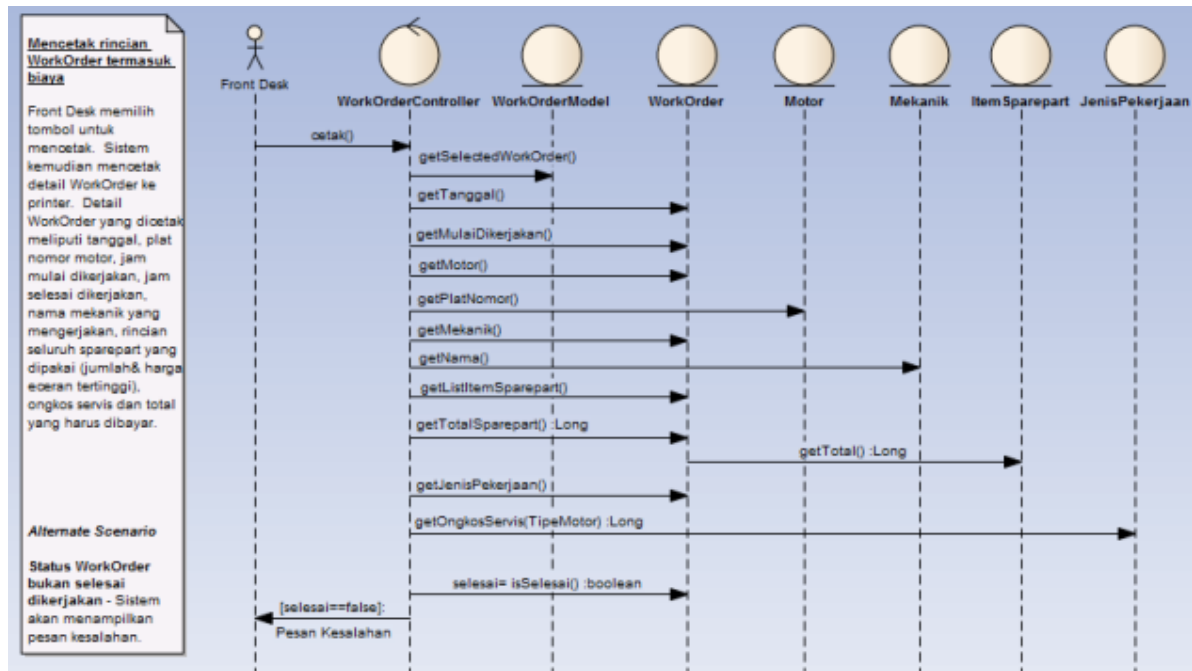 Mencetak rincian
WorkOrder termasuk
biaya
Front Desk memilih
tombol untuk
mencetak. Sistem
kemudian mencetak
detail WorkOrder ke
printer. Detail
WorkOrder yang dicetak
meliputi tanggal, plat
nomor motor, jam
mulai dikerjakan, jam
selesai dikerjakan,
nama mekanik yang
mengerjakan, rincian
seluruh sparepart yang
dipakai (jumlah& harga
eceran tertinggi),
ongkos servis dan total
yang harus dibayar.
Alternate Scenario
Status WorkOrder
bukan selesai
dikerjakan - Sistem
akan menampilkan
pesan kesalahan.
Front Desk
WorkOrderController
WorkOrderModel
WorkOrder
Motor
Mekanik
ItemSparepart
JenisPekerjaan
cetak()
getSelectedWorkOrder()
getTanggal()
getMulaiDikerjakan()
getMotor()
getPlatNomor()
getMekanik()
getNama()
getListItemSparepart()
getTotalSparepart() :Long
getTotal() :Long
getJenisPekerjaan()
getOngkosServis(TipeMotor) :Long
selesai= isSelesai() :boolean
[selesai==false]:
Pesan Kesalahan